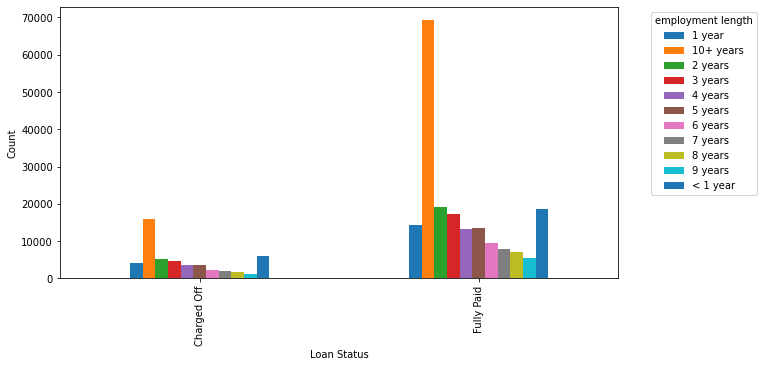 70000
60000
50000
40000
30000
20000
10000
0
Count
Charged Off
Fully Paid
Loan Status
employment length
1 year
10+ years
2 years
3 years
4 years
5 years
6 years
7 years
8 years
9 years
< 1 year